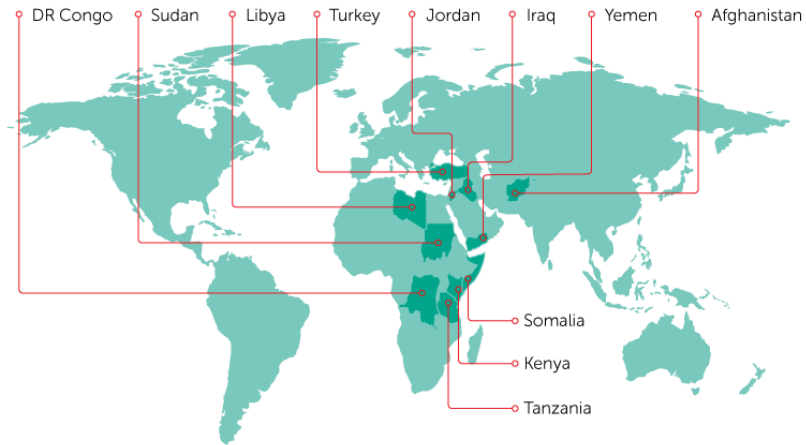 DR Congo
Sudan
Libya
Turkey
Jordan
Iraq
Yemen
Afghanistan
Somalia
Kenya
Tanzania